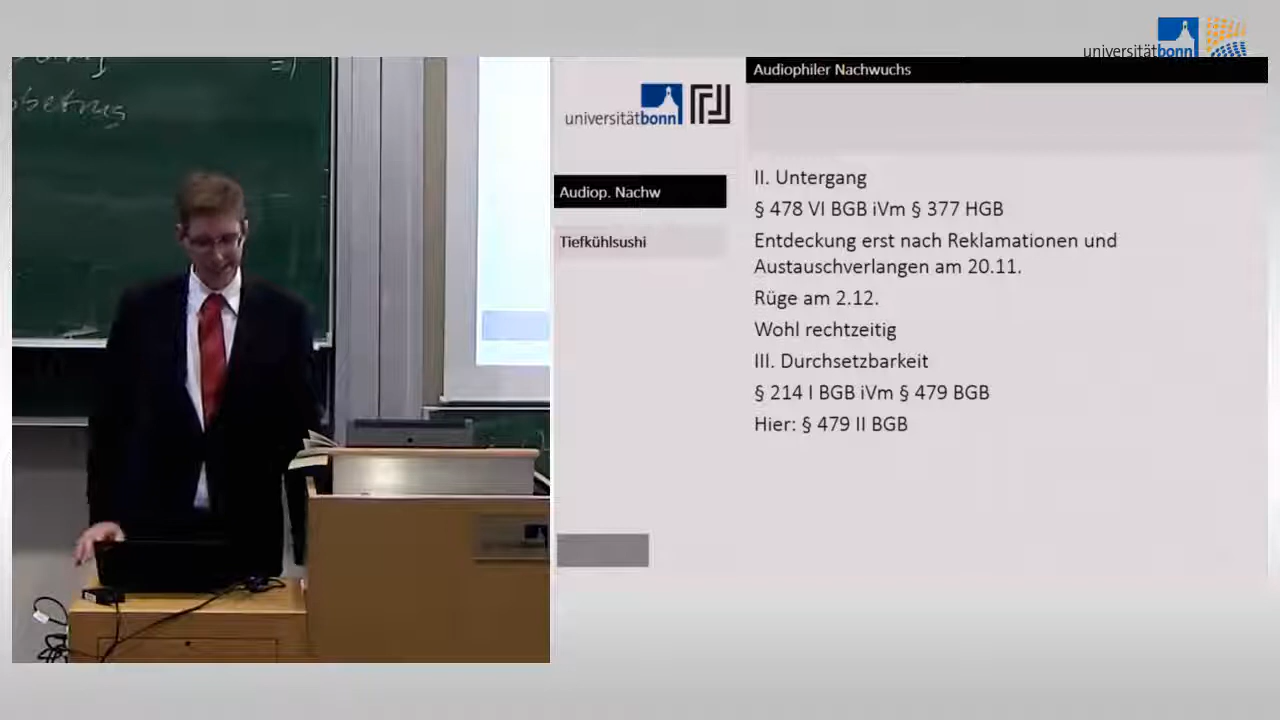 universitätbonn
Audiophiler Nachwuchs
universitätbonn
Audiop. Nachw
Tiefkühlsushi
II. Untergang
§ 478 VI BGB iVm § 377 HGB
Entdeckung erst nach Reklamationen und
Austauschverlangen am 20.11.
Rüge am 2.12.
Wohl rechtzeitig
III. Durchsetzbarkeit
§ 214 I BGB iVm § 479 BGB
Hier: § 479 II BGB